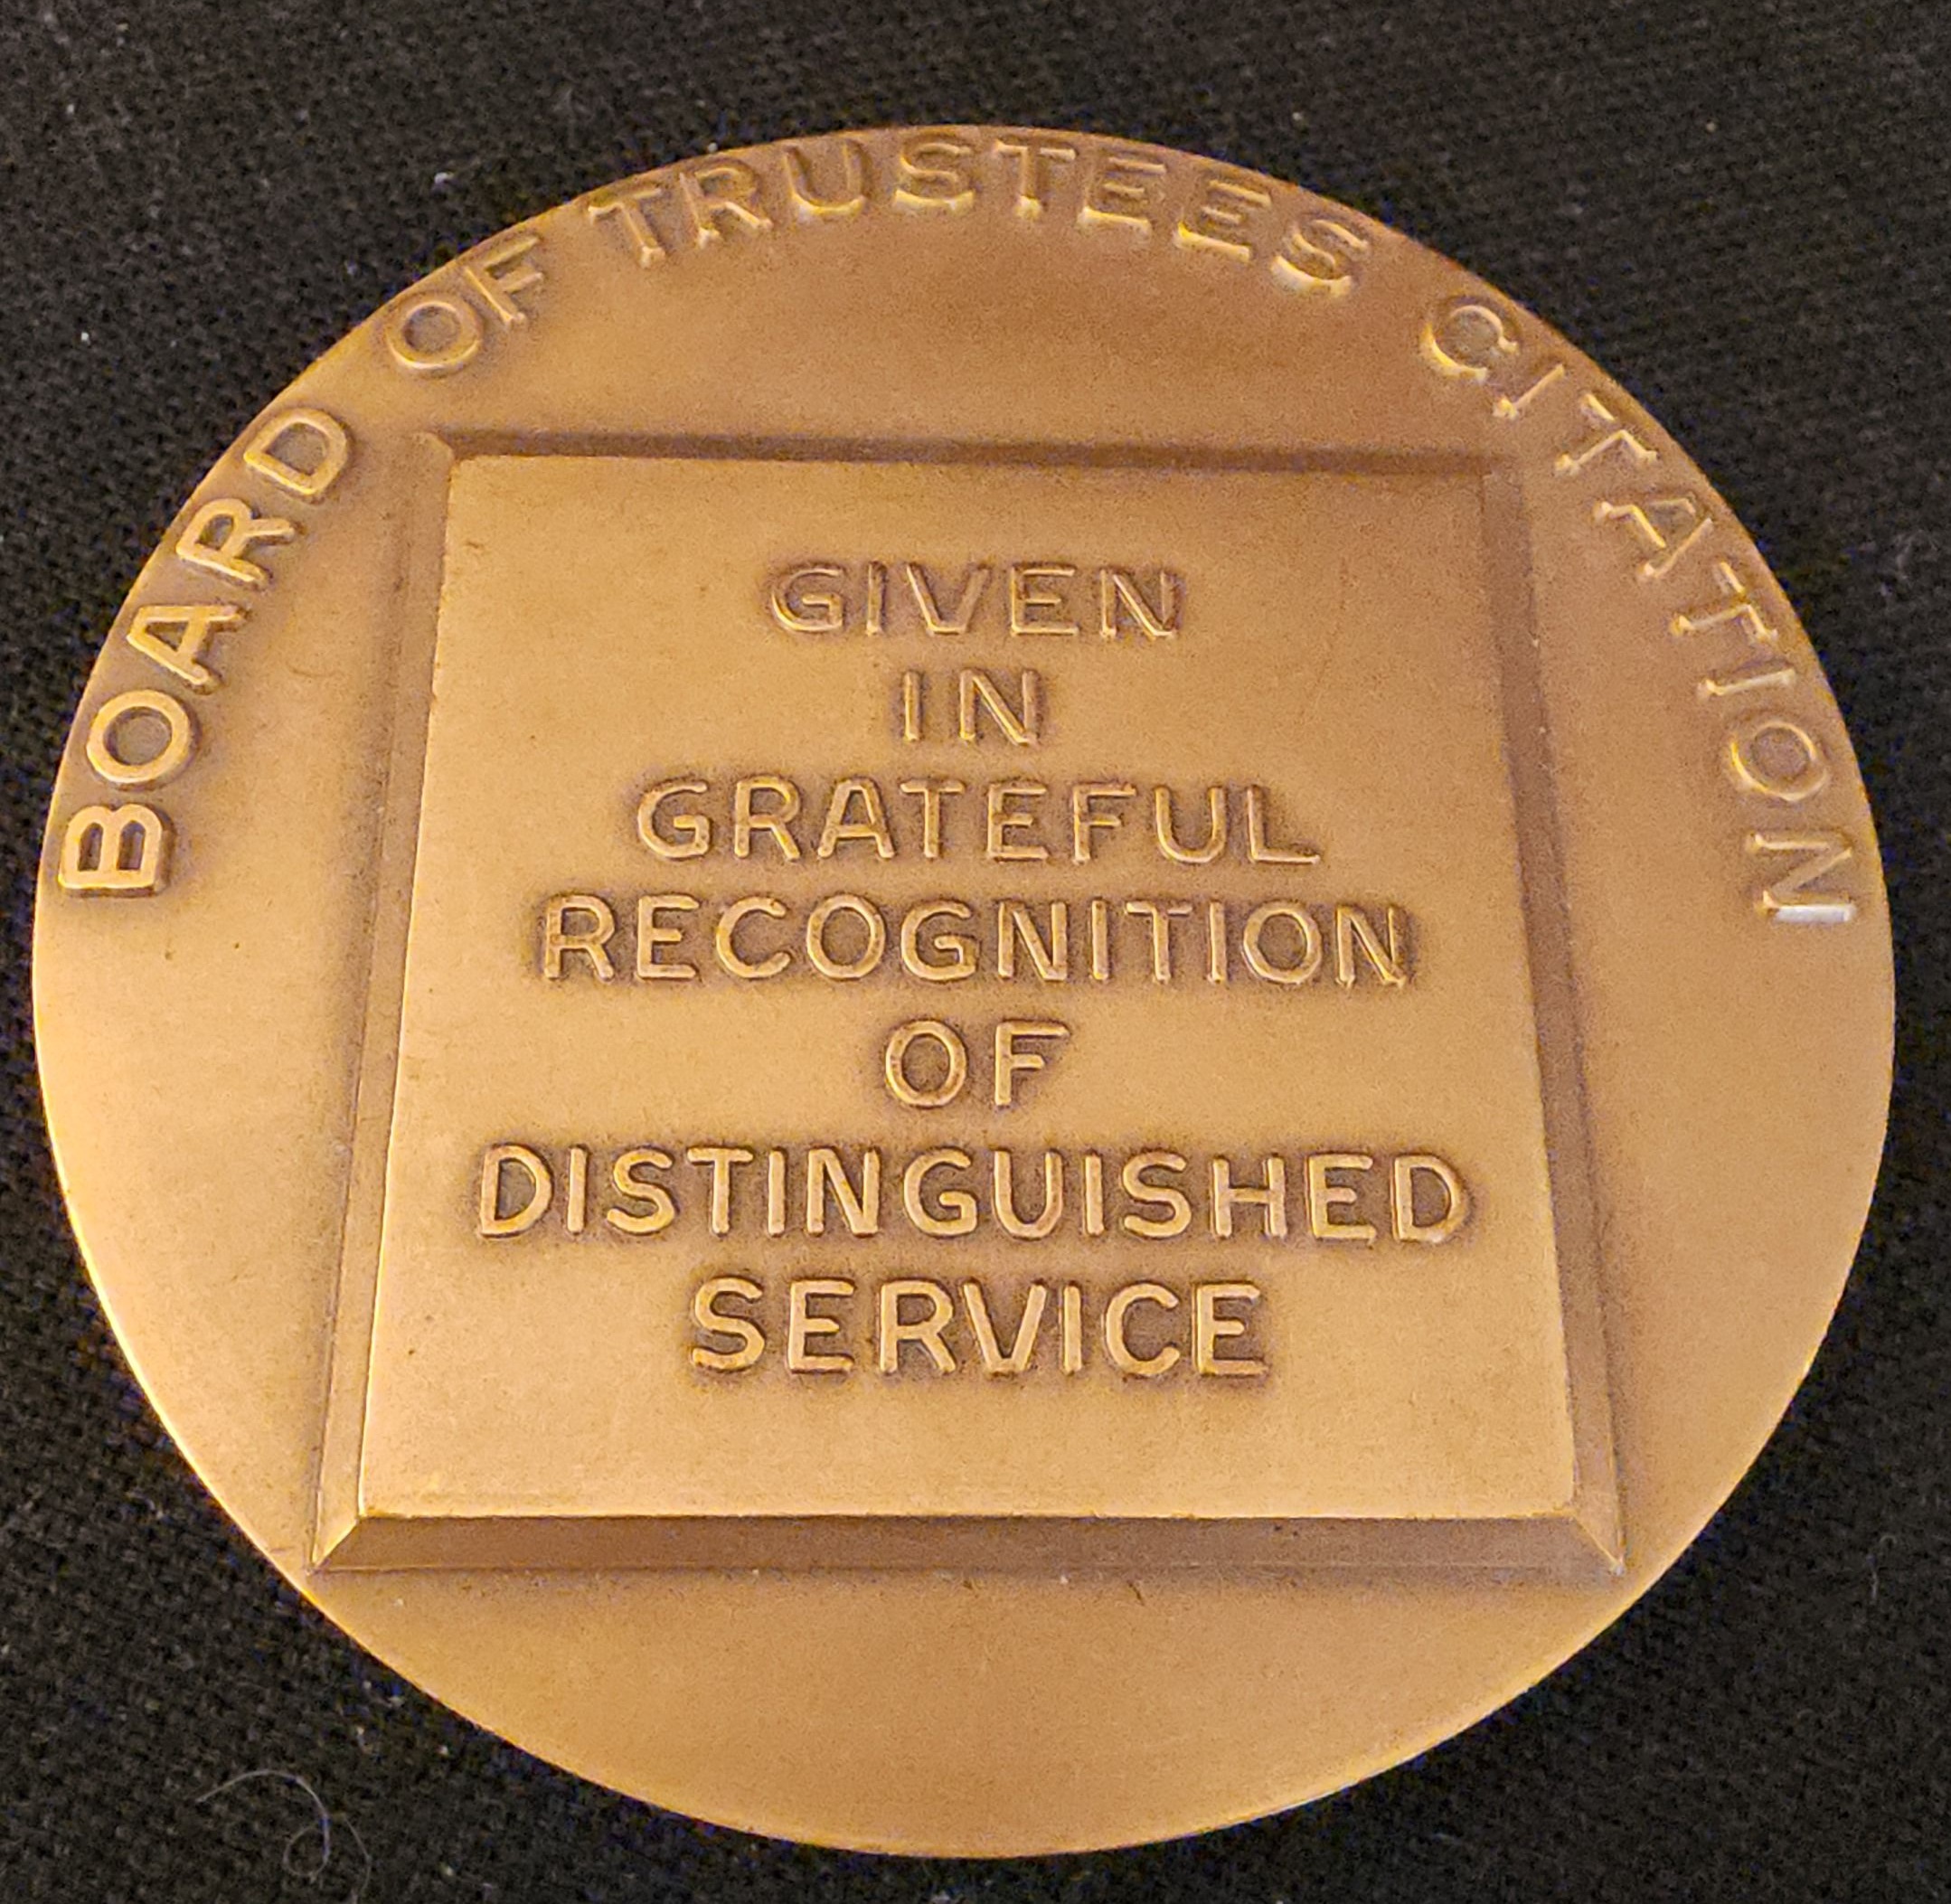 BOARD OF TRUSTEES CITATION
GIVEN
IN
GRATEFUL
RECOGNITION
OF
DISTINGUISHED
SERVICE